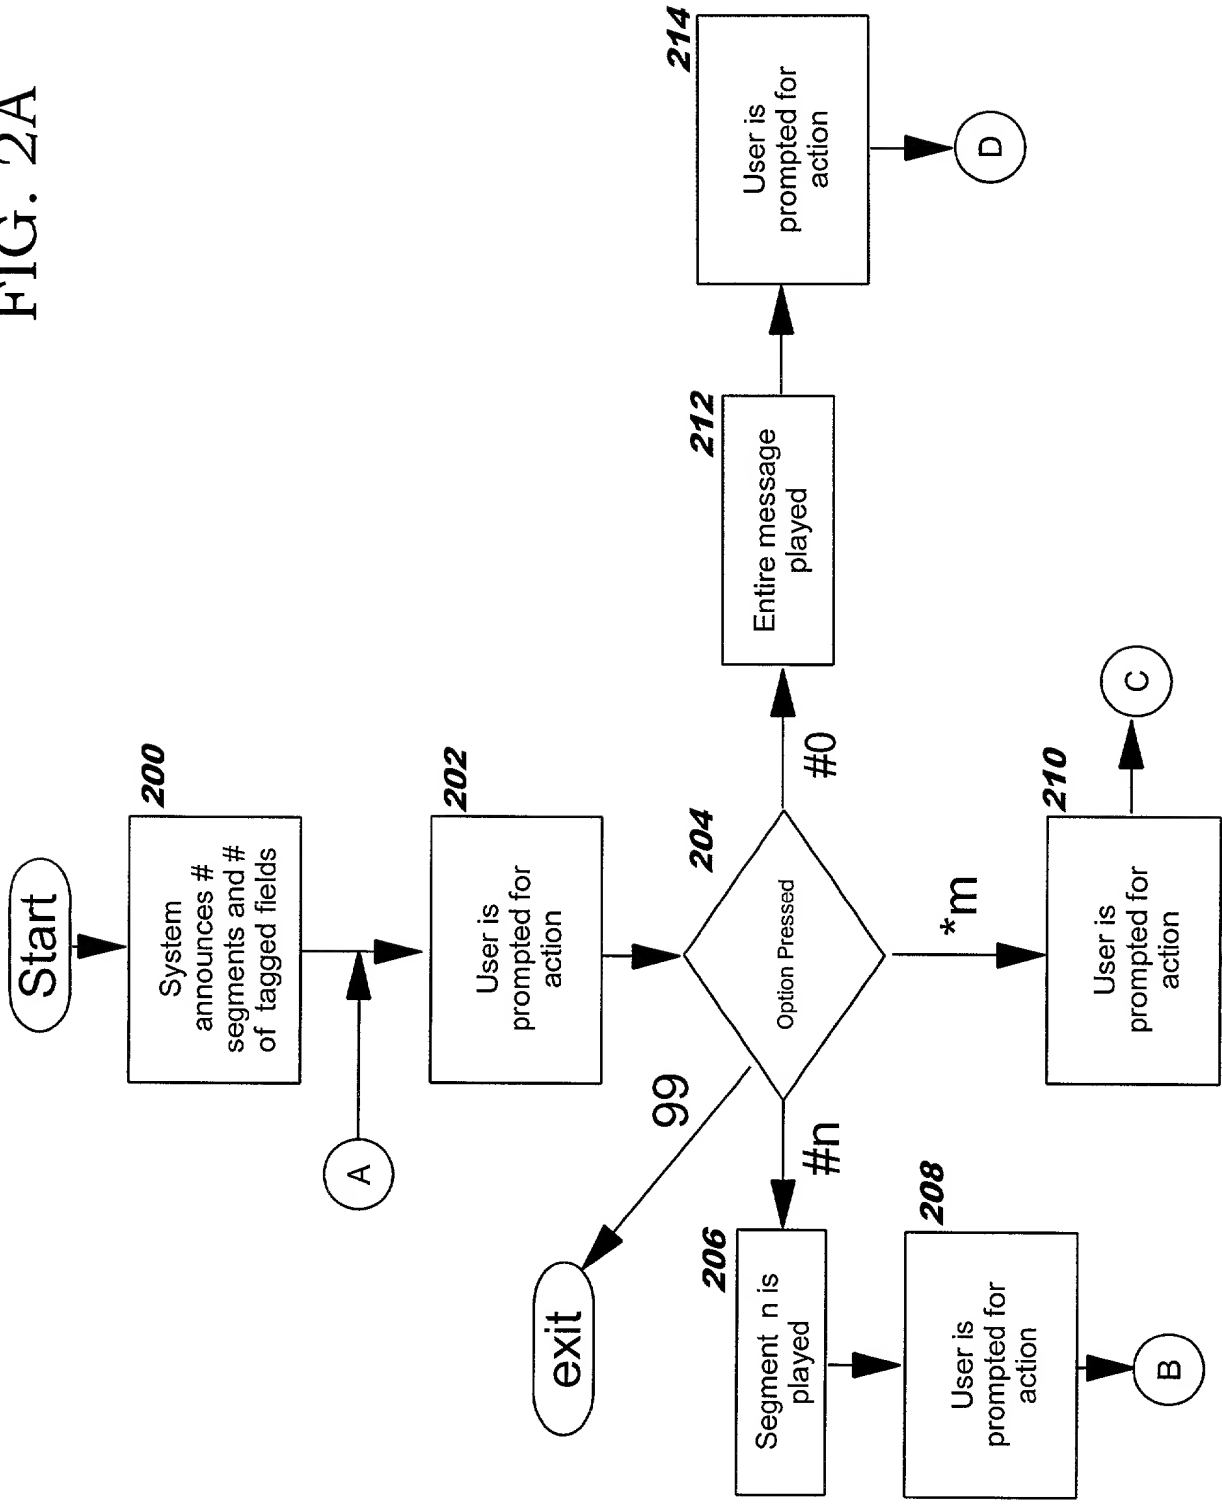 FIG. 2A
Start
200
System
announces #
segments and #
of tagged fields
A
202
User is
prompted for
action
204
Option Pressed
99
exit
#n
206
Segment n is
played
208
User is
prompted for
action
B
*m
210
User is
prompted for
action
C
#0
212
Entire message
played
214
User is
prompted for
action
D